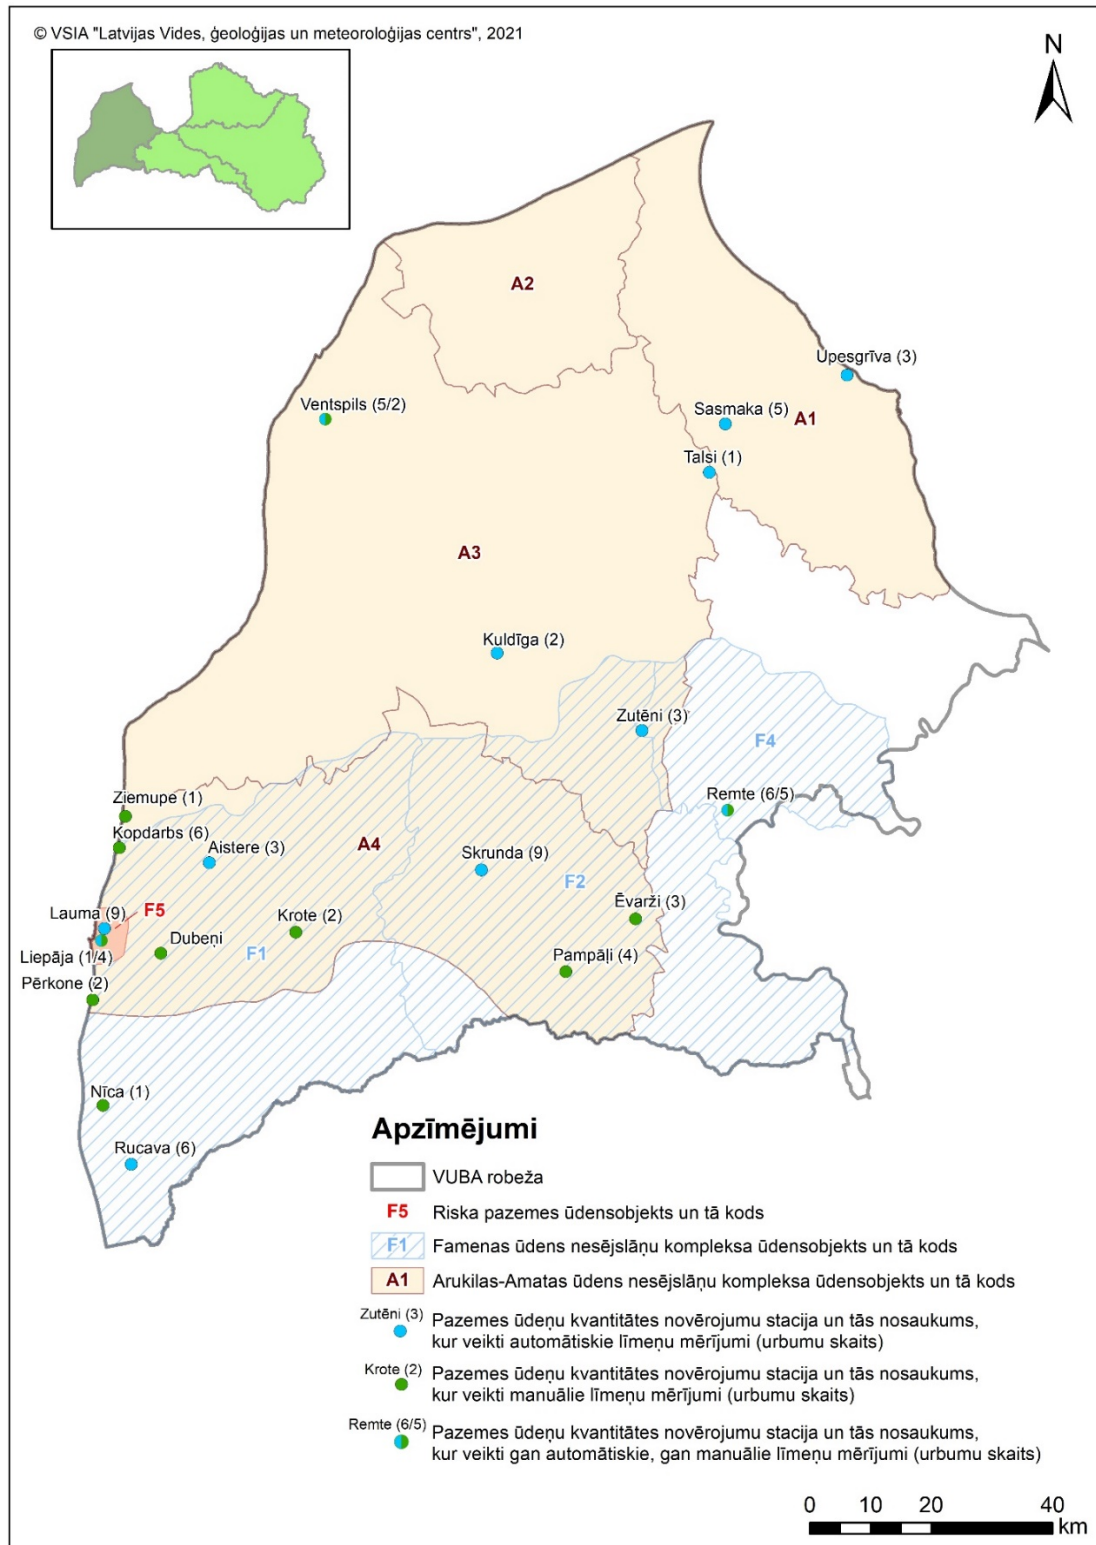 © VSIA "Latvijas Vides, ģeoloģijas un meteoroloģijas centrs", 2021
N
A2
Upesgrīva (3)
Ventspils (5/2)
Sasmaka (5)
A1
Talsi (1)
A3
Kuldīga (2)
Zutēni (3)
F4
Ziemupe (1)
Remte (6/5)
Kopdarbs (6)
Aistere (3)
A4
Skrunda (9)
F2
Lauma (9)
F5
Krote (2)
Ēvarži (3)
Dubeņi
F1
Liepāja (1/4)
Pampāļi (4)
Pērkone (2)
Nīca (1)
Rucava (6)
Apzīmējumi
VUBA robeža
F5 Riska pazemes ūdensobjekts un tā kods
F1 Famenas ūdens nesējslāņu kompleksa ūdensobjekts un tā kods
A1 Arukilas-Amatas ūdens nesējslāņu kompleksa ūdensobjekts un tā kods
Zutēni (3) Pazemes ūdeņu kvantitātes novērojumu stacija un tās nosaukums,
kur veikti automātiskie līmeņu mērījumi (urbumu skaits)
Krote (2) Pazemes ūdeņu kvantitātes novērojumu stacija un tās nosaukums,
kur veikti manuālie līmeņu mērījumi (urbumu skaits)
Remte (6/5) Pazemes ūdeņu kvantitātes novērojumu stacija un tās nosaukums,
kur veikti gan automātiskie, gan manuālie līmeņu mērījumi (urbumu skaits)
0 10 20 40
km